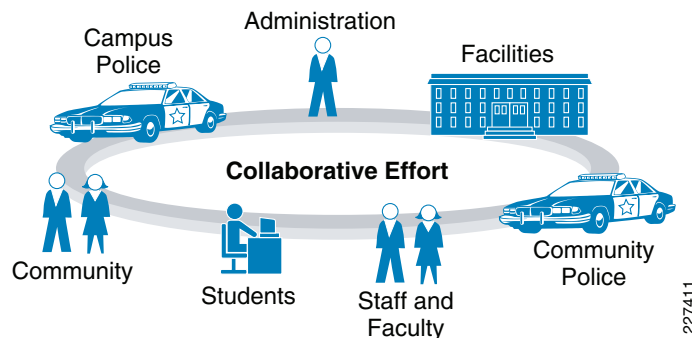 Administration
Campus
Police
Facilities
Collaborative Effort
Community
Students
Staff and
Faculty
Community
Police
227411